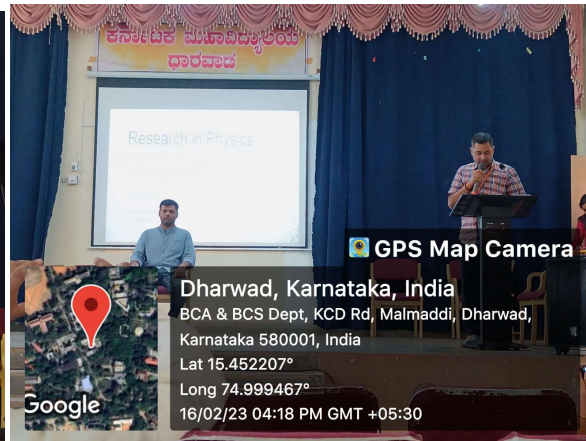 ಕರ್ನಾಟಕ ಮಹಾವಿದ್ಯಾಲಯ
ಧಾರವಾಡ
Research in Physics
GPS Map Camera
Dharwad, Karnataka, India
BCA & BCS Dept, KCD Rd, Malmaddi, Dharwad,
Karnataka 580001, India
Lat 15.452207°
Long 74.999467°
16/02/23 04:18 PM GMT +05:30
Google